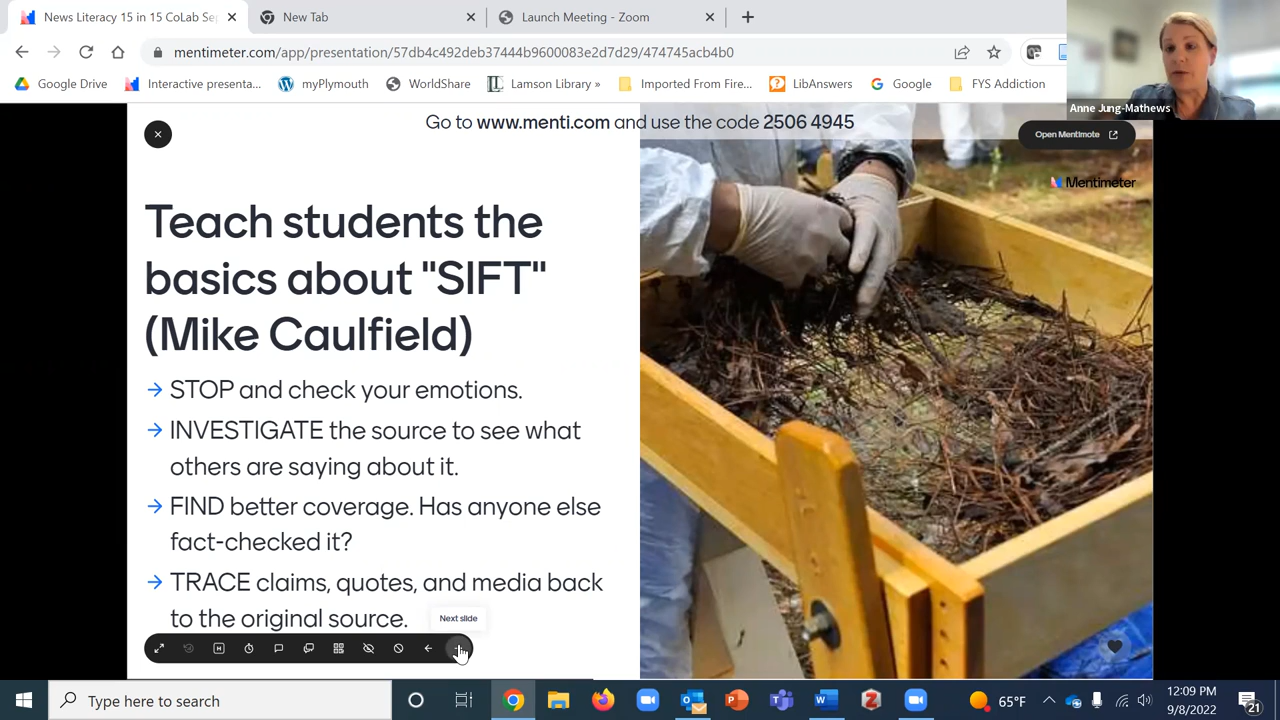 News Literacy 15 in 15 CoLab Se
New Tab
Launch Meeting - Zoom
mentimeter.com/app/presentation/57db4c492deb37444b9600083e2d7d29/474745acb4b0
Google Drive
Interactive presenta...
myPlymouth
WorldShare
Lamson Library »
Imported From Fire...
LibAnswers
Google
FYS Addiction
Anne Jung-Mathews
Go to www.menti.com and use the code 2506 4945
Open Mentimote
Mentimeter
Teach students the
basics about "SIFT"
(Mike Caulfield)
STOP and check your emotions.
INVESTIGATE the source to see what
others are saying about it.
FIND better coverage. Has anyone else
fact-checked it?
TRACE claims, quotes, and media back
to the original source.
Next slide
H
Type here to search
65°F
12:09 PM
9/8/2022
21